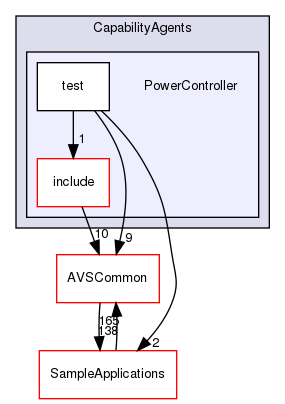 CapabilityAgents
test
PowerController
1
include
10
9
AVSCommon
165
138
2
SampleApplications